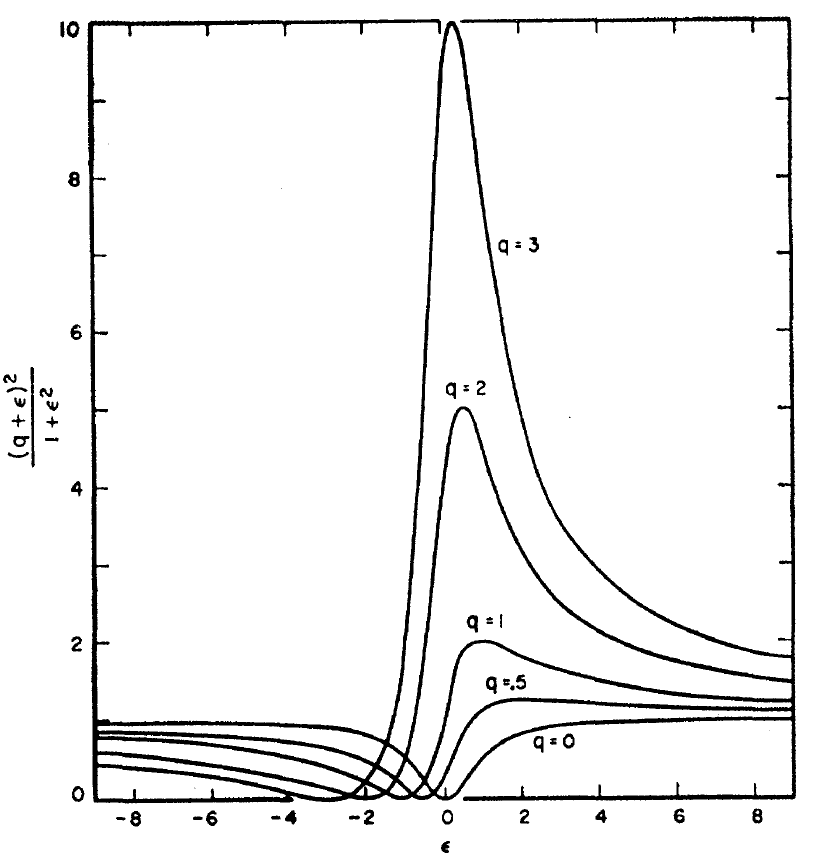 10
8
6
4
2
0
(q + ε)²
1 + ε²
q = 3
q = 2
q = 1
q = .5
q = 0
-8 -6 -4 -2 0 2 4 6 8
ε